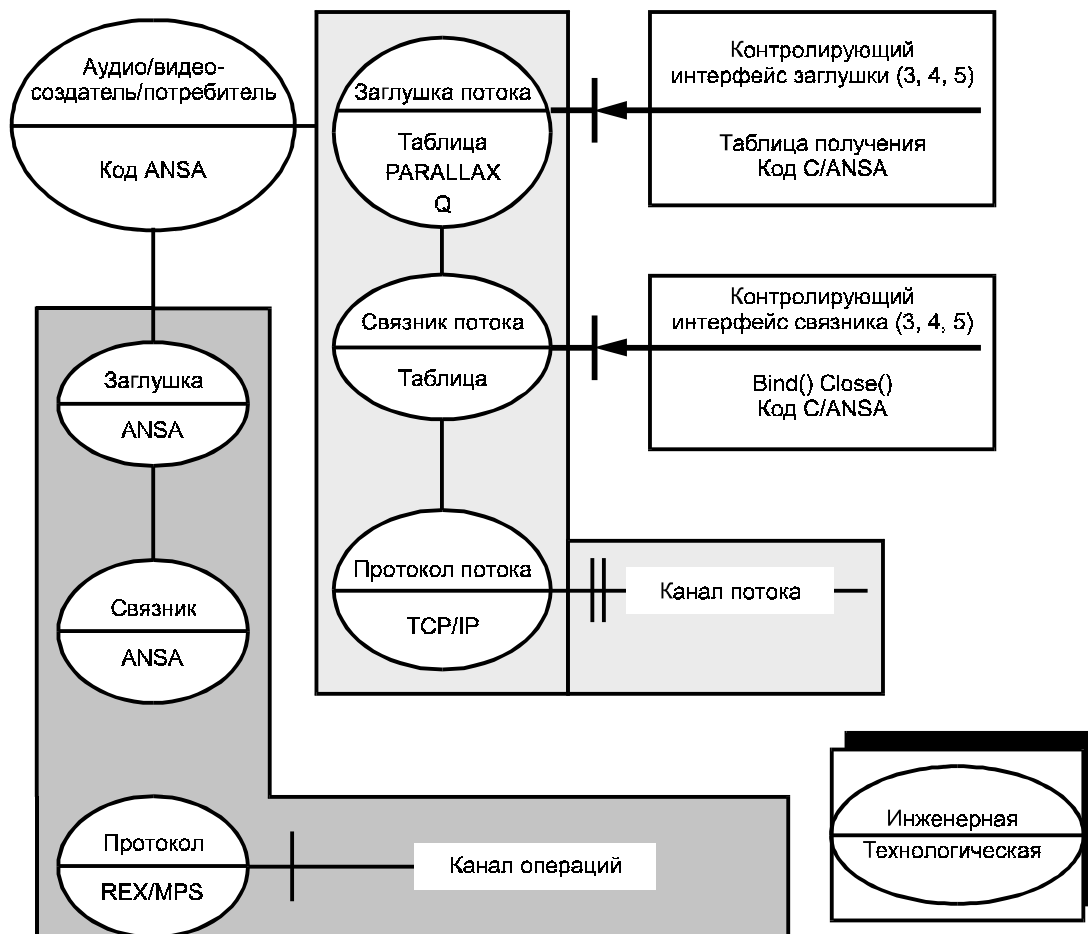 Аудио/видео-
создатель/потребитель
Код ANSA
Заглушка потока
Таблица
PARALLAX
Q
Контролирующий
интерфейс заглушки (3, 4, 5)
Таблица получения
Код C/ANSA
Связник потока
Таблица
Контролирующий
интерфейс связника (3, 4, 5)
Bind() Close()
Код C/ANSA
Заглушка
ANSA
Протокол потока
TCP/IP
Канал потока
Связник
ANSA
Протокол
REX/MPS
Канал операций
Инженерная
Технологическая